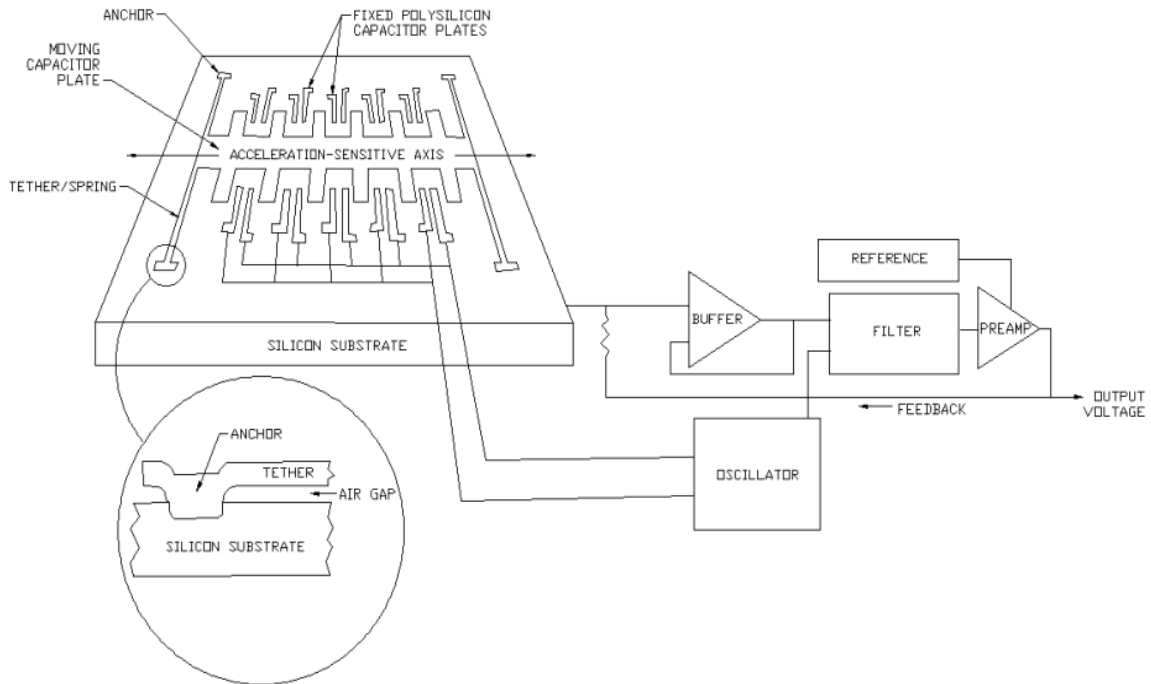 ANCHOR
FIXED POLYSILICON
CAPACITOR PLATES
MOVING
CAPACITOR
PLATE
ACCELERATION-SENSITIVE AXIS
TETHER/SPRING
SILICON SUBSTRATE
REFERENCE
BUFFER
FILTER
PREAMP
OUTPUT
VOLTAGE
FEEDBACK
OSCILLATOR
ANCHOR
TETHER
AIR GAP
SILICON SUBSTRATE